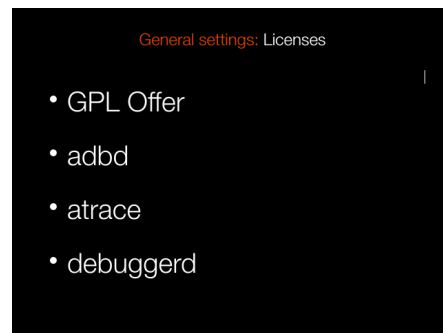 General settings: Licenses
• GPL Offer
• adbd
• atrace
• debuggerd